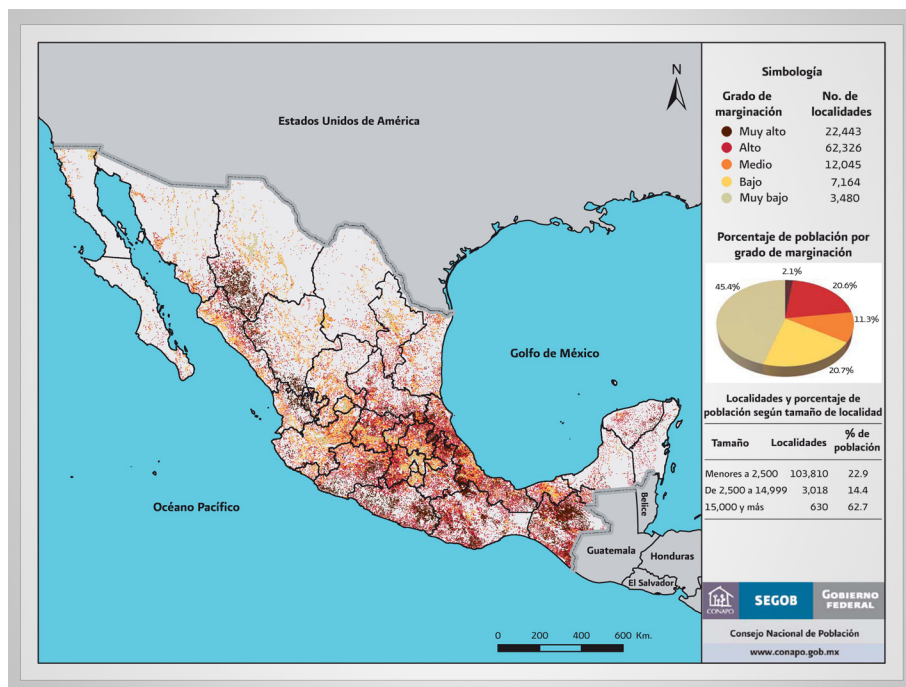 Estados Unidos de América
Golfo de México
Océano Pacífico
Belice
Guatemala
Honduras
El Salvador
0 200 400 600 Km.
N
Simbología
Grado de marginación No. de localidades
Muy alto 22,443
Alto 62,326
Medio 12,045
Bajo 7,164
Muy bajo 3,480
Porcentaje de población por
grado de marginación
2.1%
45.4%
20.6%
11.3%
20.7%
Localidades y porcentaje de
población según tamaño de localidad
Tamaño Localidades % de población
Menores a 2,500 103,810 22.9
De 2,500 a 14,999 3,018 14.4
15,000 y más 630 62.7
CONAPO
SEGOB
GOBIERNO
FEDERAL
Consejo Nacional de Población
www.conapo.gob.mx